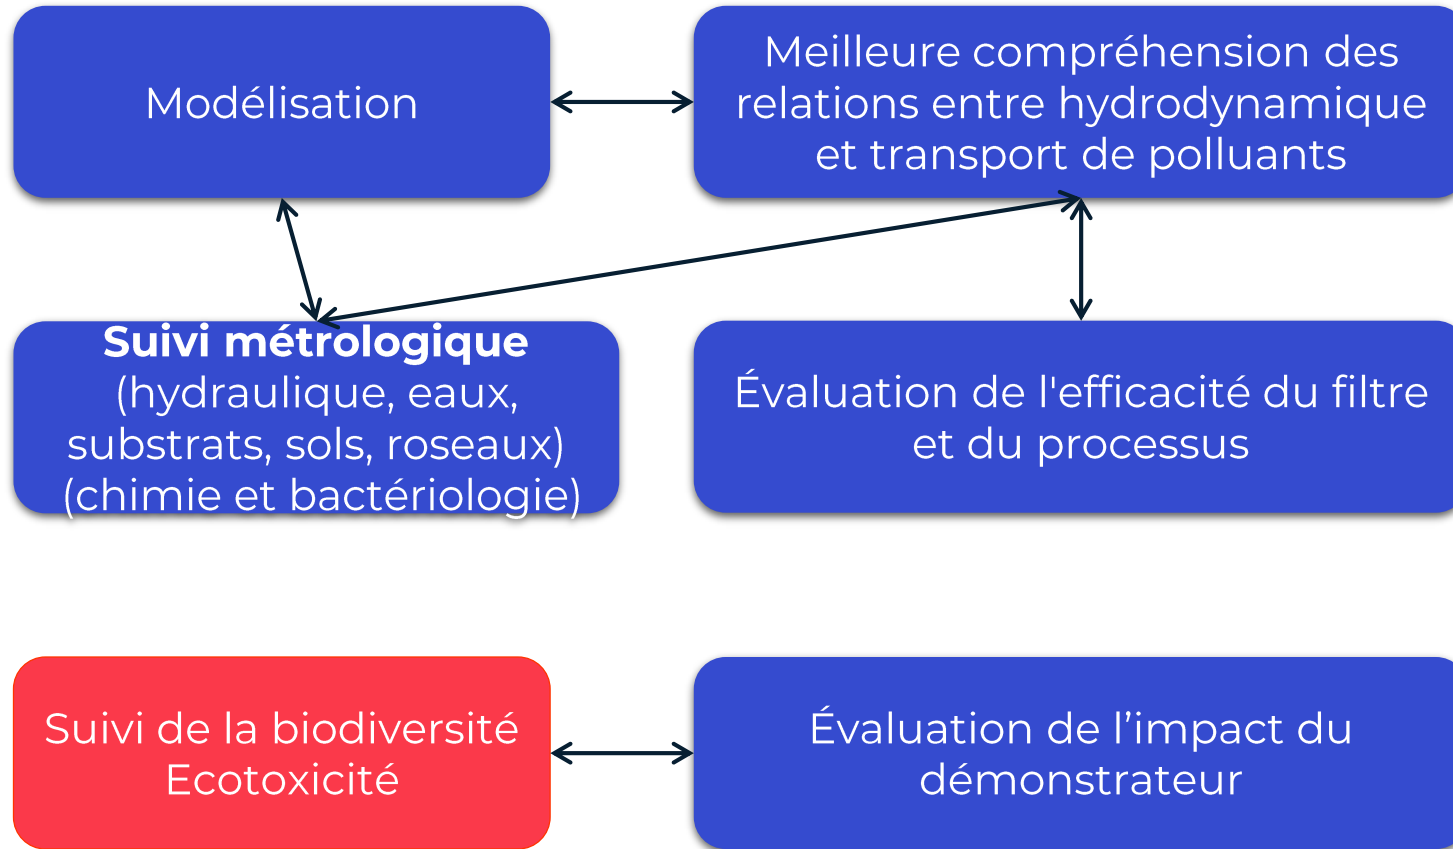 Modélisation
Meilleure compréhension des
relations entre hydrodynamique
et transport de polluants
Suivi métrologique
(hydraulique, eaux,
substrats, sols, roseaux)
(chimie et bactériologie)
Évaluation de l'efficacité du filtre
et du processus
Suivi de la biodiversité
Ecotoxicité
Évaluation de l’impact du
démonstrateur